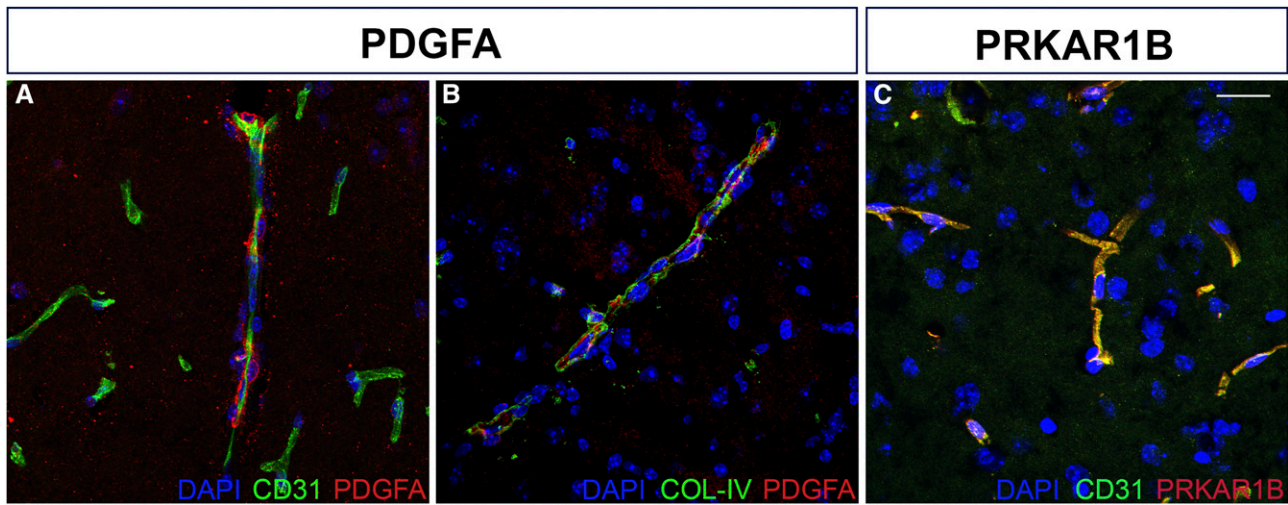 PDGFA
PRKAR1B
A
B
C
DAPI CD31 PDGFA
DAPI COL-IV PDGFA
DAPI CD31 PRKAR1B